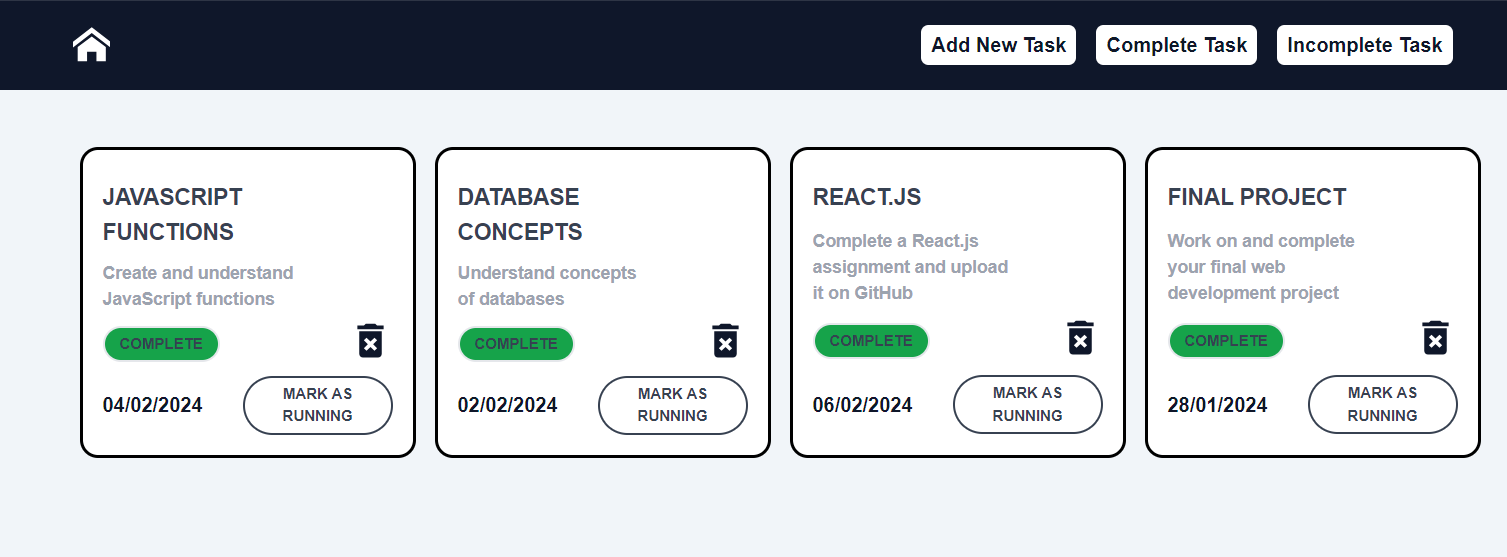 Add New Task
Complete Task
Incomplete Task
JAVASCRIPT
FUNCTIONS
Create and understand
JavaScript functions
COMPLETE
04/02/2024
MARK AS
RUNNING
DATABASE
CONCEPTS
Understand concepts
of databases
COMPLETE
02/02/2024
MARK AS
RUNNING
REACT.JS
Complete a React.js
assignment and upload
it on GitHub
COMPLETE
06/02/2024
MARK AS
RUNNING
FINAL PROJECT
Work on and complete
your final web
development project
COMPLETE
28/01/2024
MARK AS
RUNNING